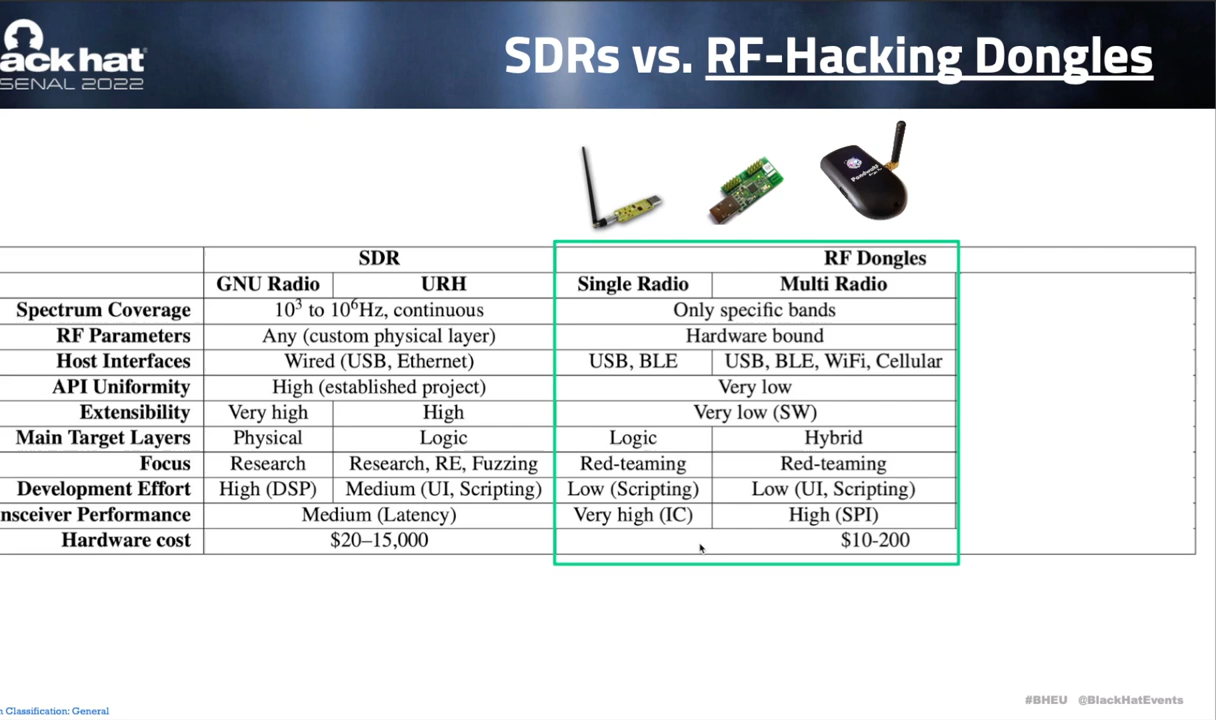 ack hat
SENAL 2022
SDRs vs. RF-Hacking Dongles
PandwaRF
SDR RF Dongles
GNU Radio URH Single Radio Multi Radio
Spectrum Coverage 10³ to 10⁶Hz, continuous Only specific bands
RF Parameters Any (custom physical layer) Hardware bound
Host Interfaces Wired (USB, Ethernet) USB, BLE USB, BLE, WiFi, Cellular
API Uniformity High (established project) Very low
Extensibility Very high High Very low (SW)
Main Target Layers Physical Logic Logic Hybrid
Focus Research Research, RE, Fuzzing Red-teaming Red-teaming
Development Effort High (DSP) Medium (UI, Scripting) Low (Scripting) Low (UI, Scripting)
nsceiver Performance Medium (Latency) Very high (IC) High (SPI)
Hardware cost $20–15,000 $10-200
#BHEU @BlackHatEvents
n Classification: General